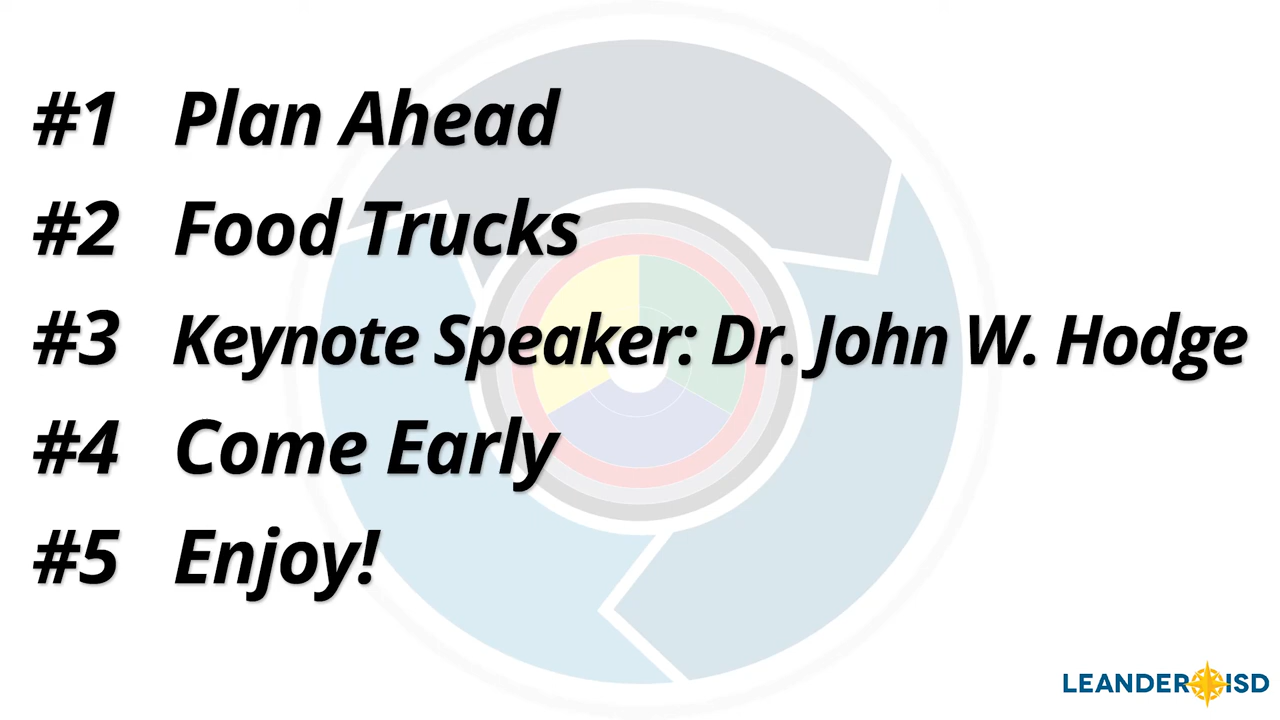 #1 Plan Ahead
#2 Food Trucks
#3 Keynote Speaker: Dr. John W. Hodge
#4 Come Early
#5 Enjoy!
LEANDER ISD